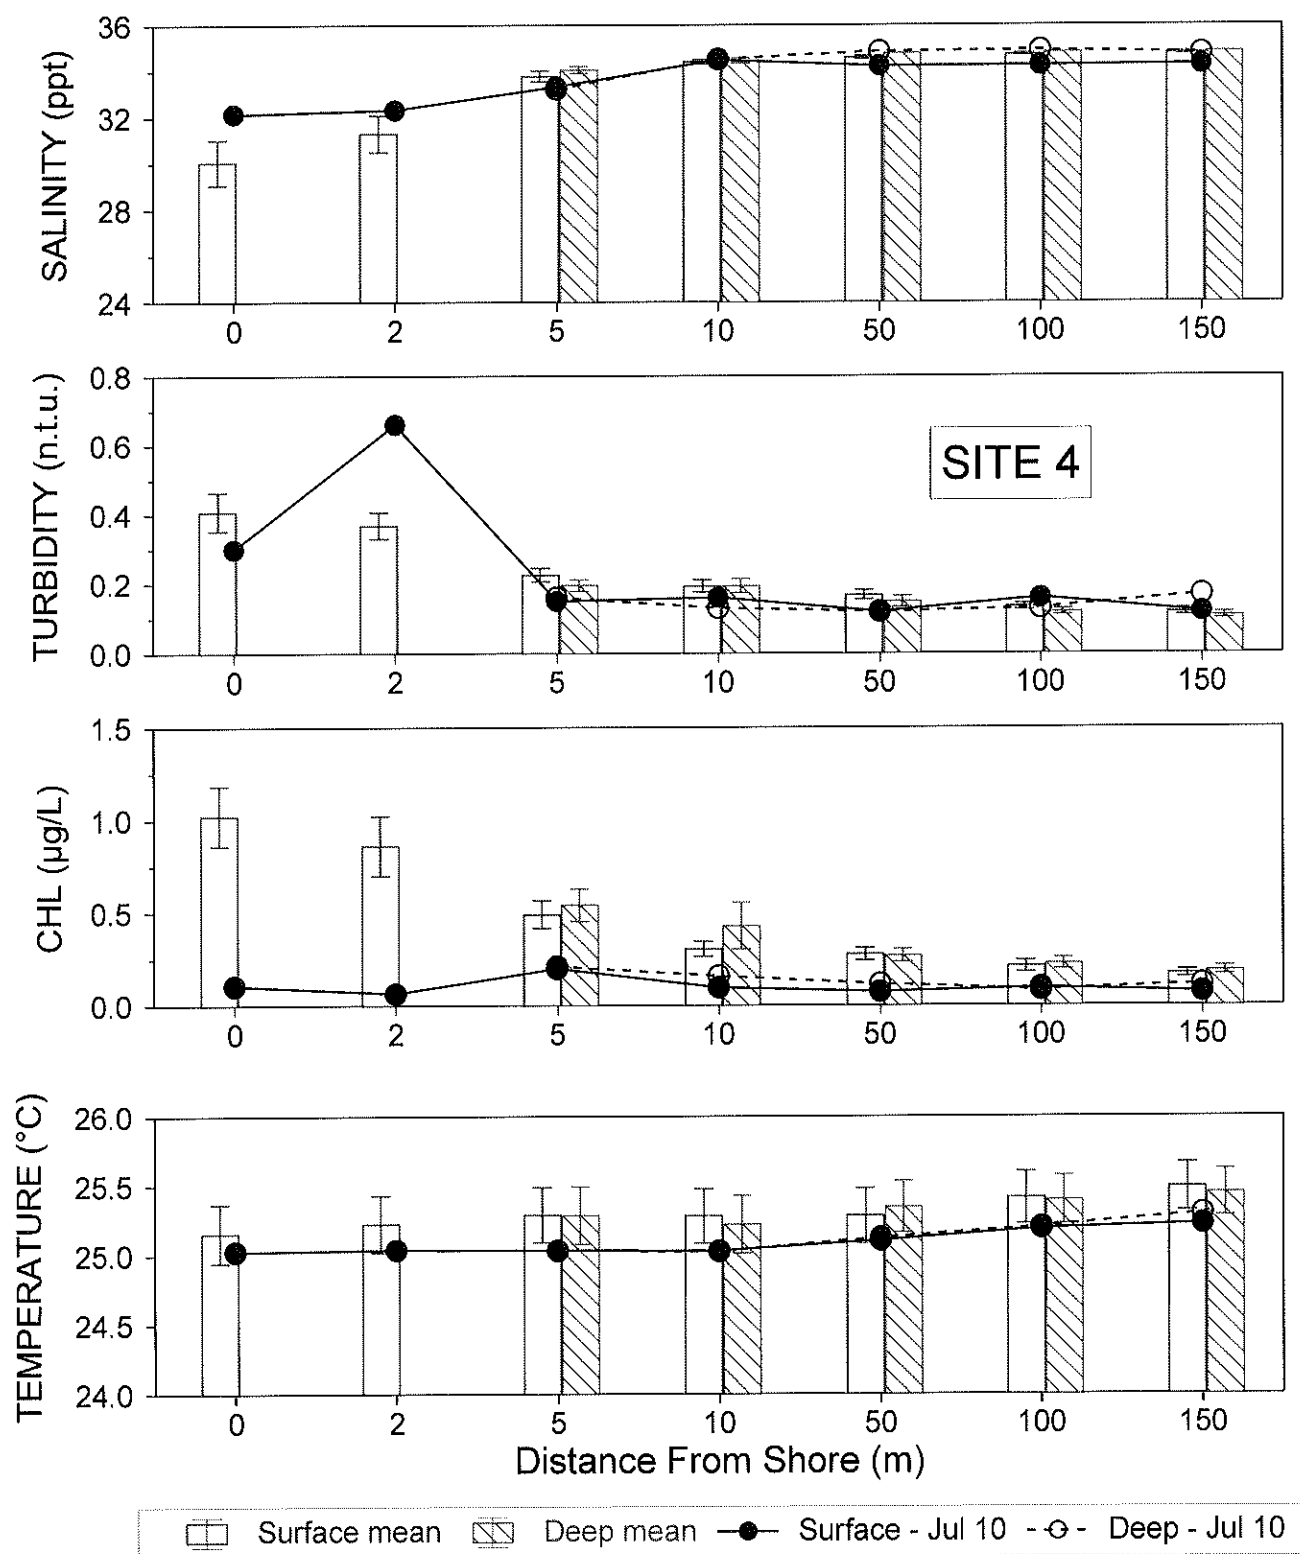 SALINITY (ppt)
36
32
28
24
0 2 5 10 50 100 150
TURBIDITY (n.t.u.)
0.8
0.6
0.4
0.2
0.0
SITE 4
0 2 5 10 50 100 150
CHL (µg/L)
1.5
1.0
0.5
0.0
0 2 5 10 50 100 150
TEMPERATURE (°C)
26.0
25.5
25.0
24.5
24.0
0 2 5 10 50 100 150
Distance From Shore (m)
Surface mean Deep mean Surface - Jul 10 Deep - Jul 10